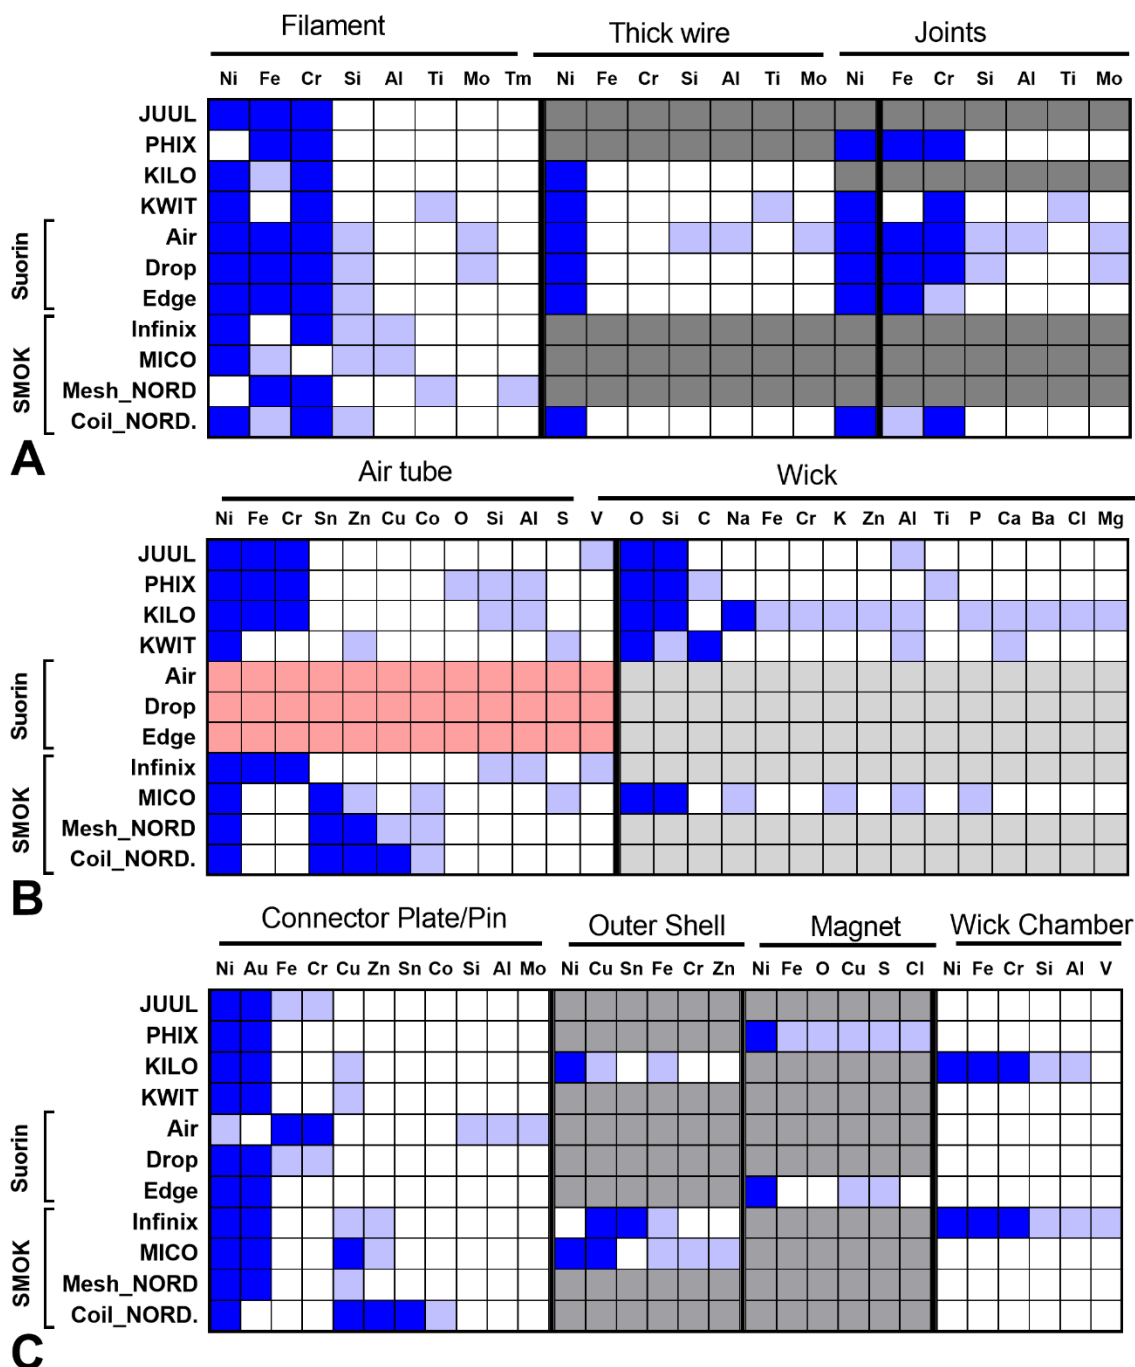 Filament Thick wire Joints
Ni Fe Cr Si Al Ti Mo Tm Ni Fe Cr Si Al Ti Mo Ni Fe Cr Si Al Ti Mo
JUUL
PHIX
KILO
KWIT
Suorin
Air
Drop
Edge
SMOK
Infinix
MICO
Mesh_NORD
Coil_NORD.
A
Air tube Wick
Ni Fe Cr Sn Zn Cu Co O Si Al S V O Si C Na Fe Cr K Zn Al Ti P Ca Ba Cl Mg
JUUL
PHIX
KILO
KWIT
Suorin
Air
Drop
Edge
SMOK
Infinix
MICO
Mesh_NORD
Coil_NORD.
B
Connector Plate/Pin Outer Shell Magnet Wick Chamber
Ni Au Fe Cr Cu Zn Sn Co Si Al Mo Ni Cu Sn Fe Cr Zn Ni Fe O Cu S Cl Ni Fe Cr Si Al V
JUUL
PHIX
KILO
KWIT
Suorin
Air
Drop
Edge
SMOK
Infinix
MICO
Mesh_NORD
Coil_NORD.
C